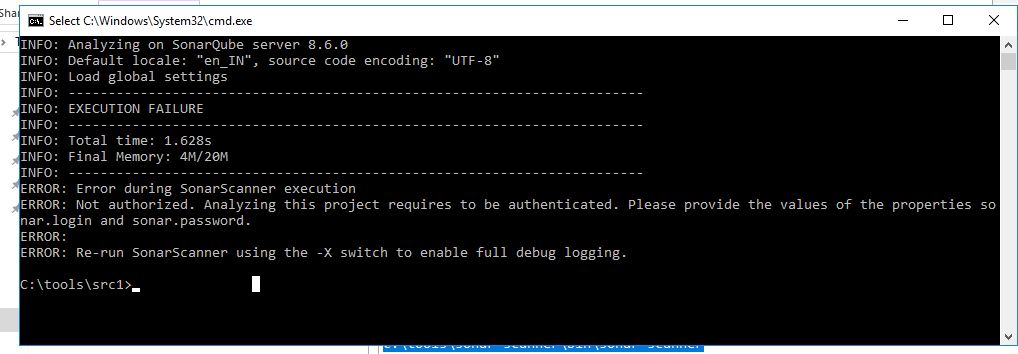 Shar
Select C:\Windows\System32\cmd.exe
INFO: Analyzing on SonarQube server 8.6.0
INFO: Default locale: "en_IN", source code encoding: "UTF-8"
INFO: Load global settings
INFO: ------------------------------------------------------------------------
INFO: EXECUTION FAILURE
INFO: ------------------------------------------------------------------------
INFO: Total time: 1.628s
INFO: Final Memory: 4M/20M
INFO: ------------------------------------------------------------------------
ERROR: Error during SonarScanner execution
ERROR: Not authorized. Analyzing this project requires to be authenticated. Please provide the values of the properties so
nar.login and sonar.password.
ERROR:
ERROR: Re-run SonarScanner using the -X switch to enable full debug logging.
C:\tools\src1>